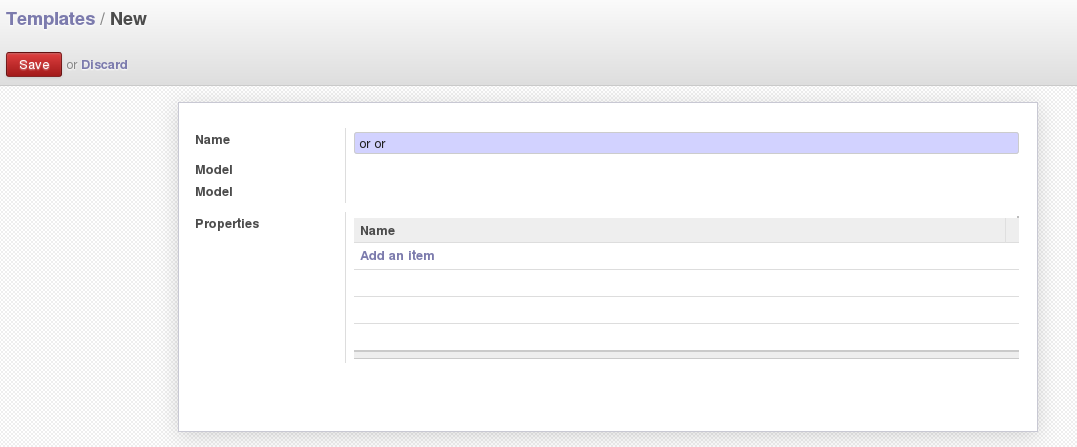 Templates / New
Save or Discard
Name or or
Model
Model
Properties
Name
Add an item